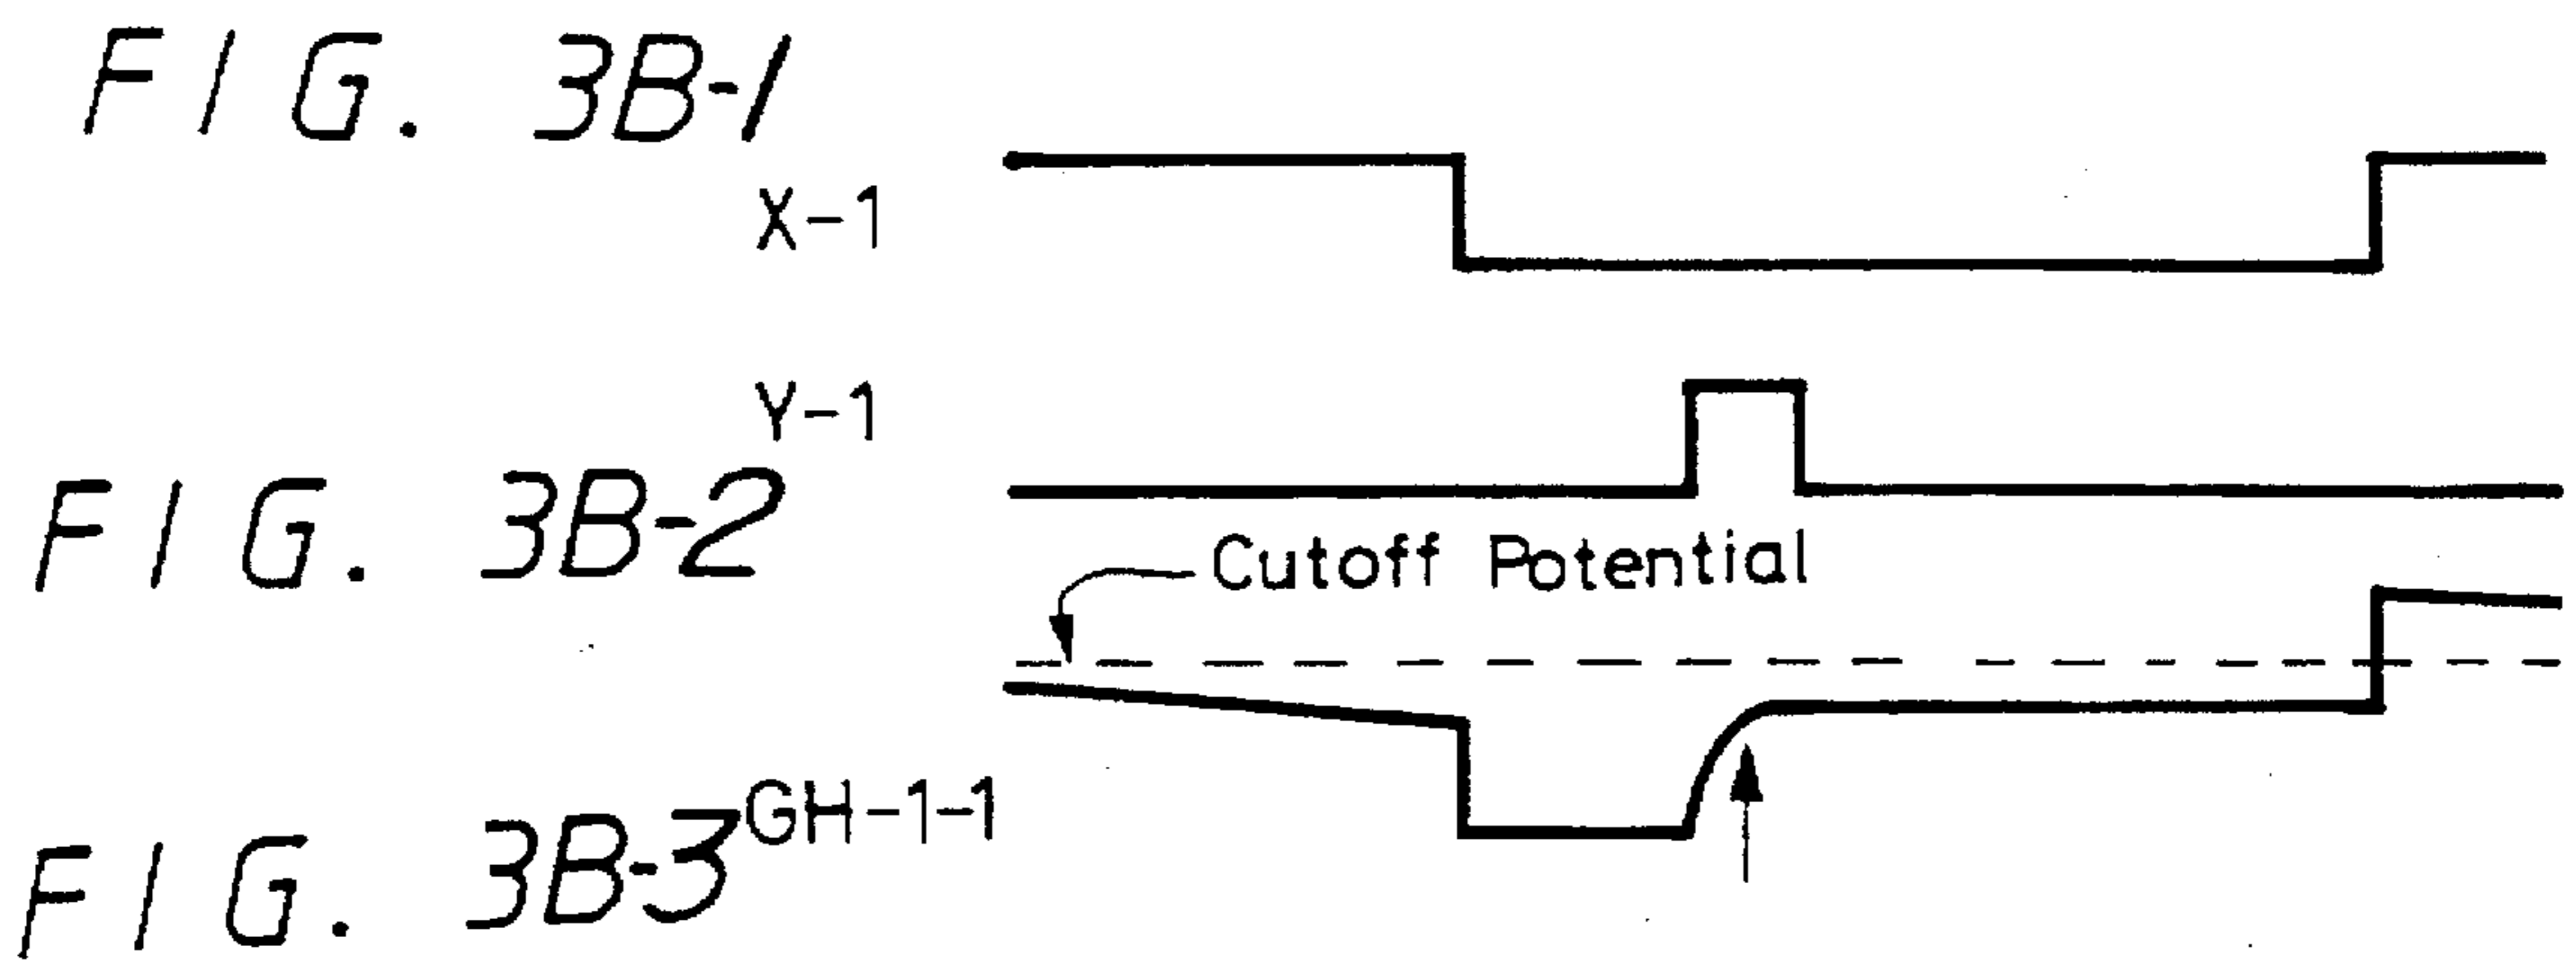 FIG. 3B-1
X-1
Y-1
FIG. 3B-2
Cutoff Potential
GH-1-1
FIG. 3B-3